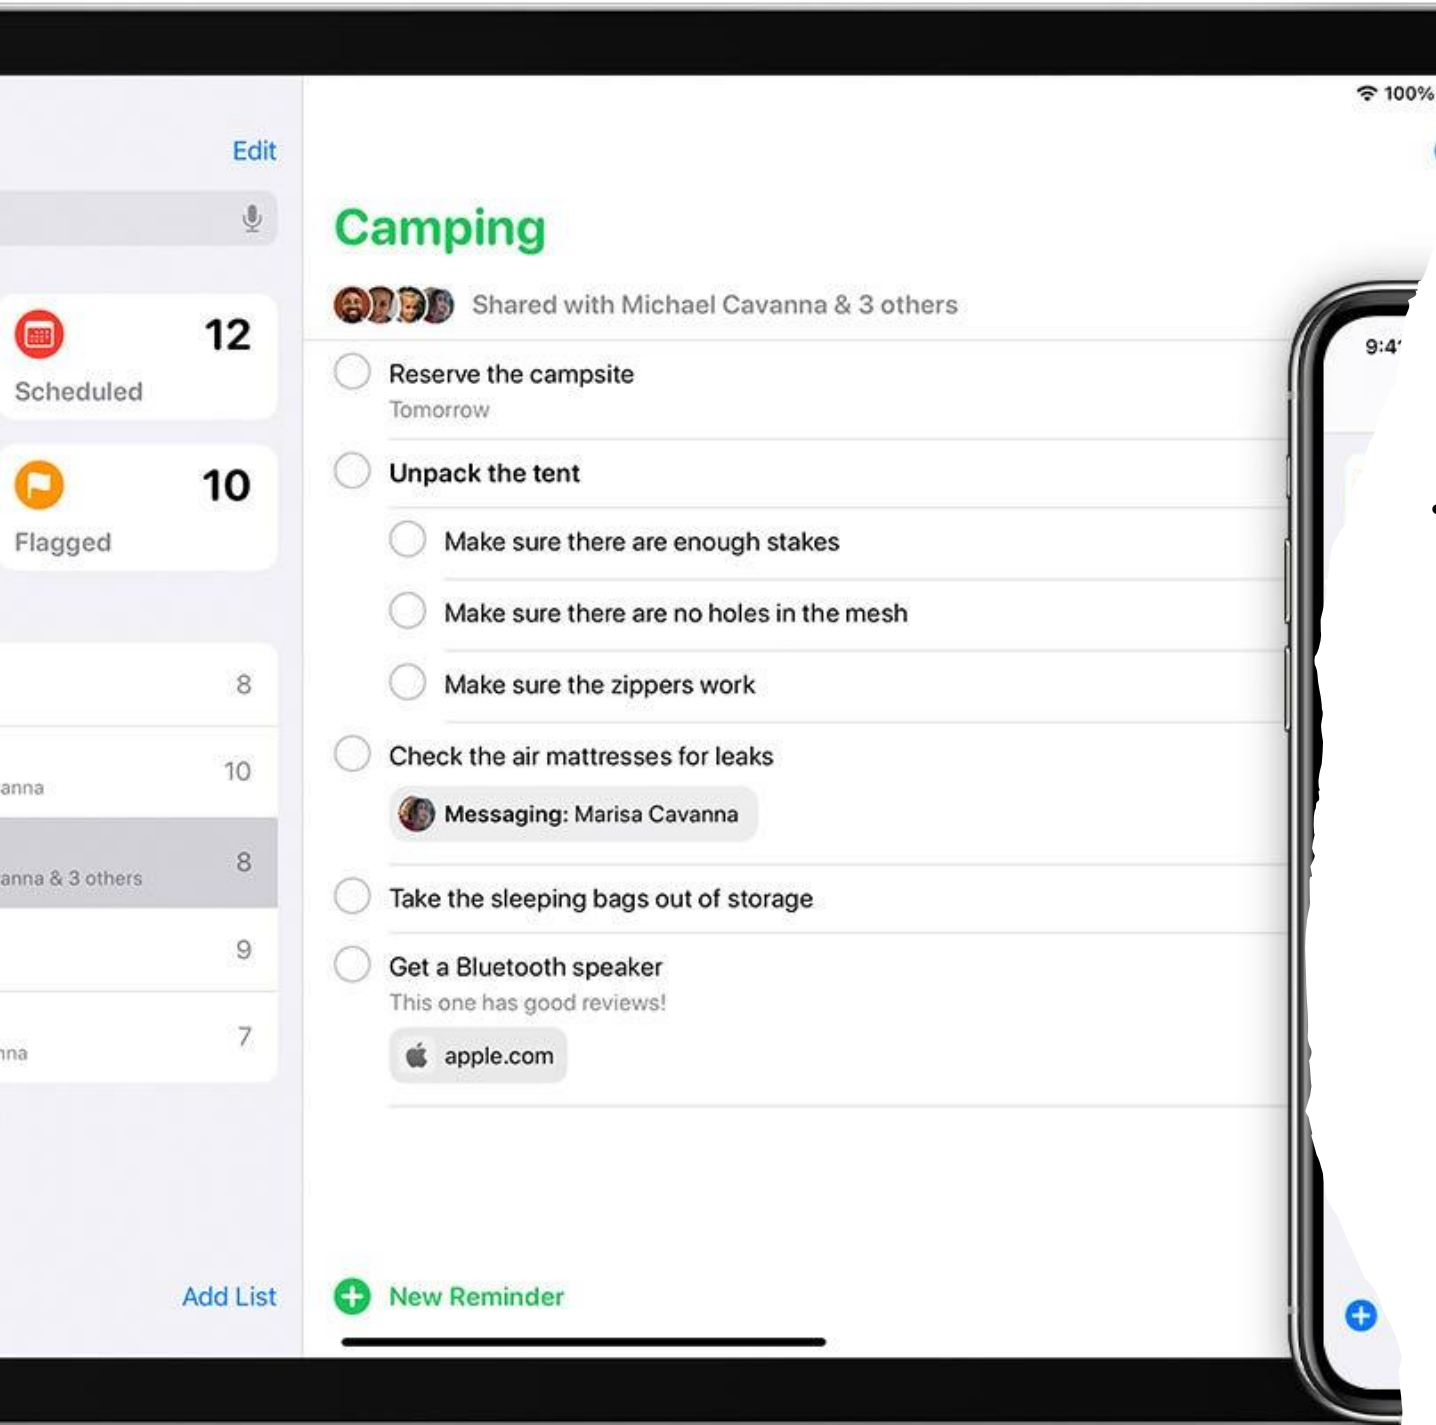 100%
Edit
Camping
Shared with Michael Cavanna & 3 others
12
Scheduled
10
Flagged
8
10
anna
8
anna & 3 others
9
7
nna
Add List
Reserve the campsite
Tomorrow
Unpack the tent
Make sure there are enough stakes
Make sure there are no holes in the mesh
Make sure the zippers work
Check the air mattresses for leaks
Messaging: Marisa Cavanna
Take the sleeping bags out of storage
Get a Bluetooth speaker
This one has good reviews!
apple.com
New Reminder